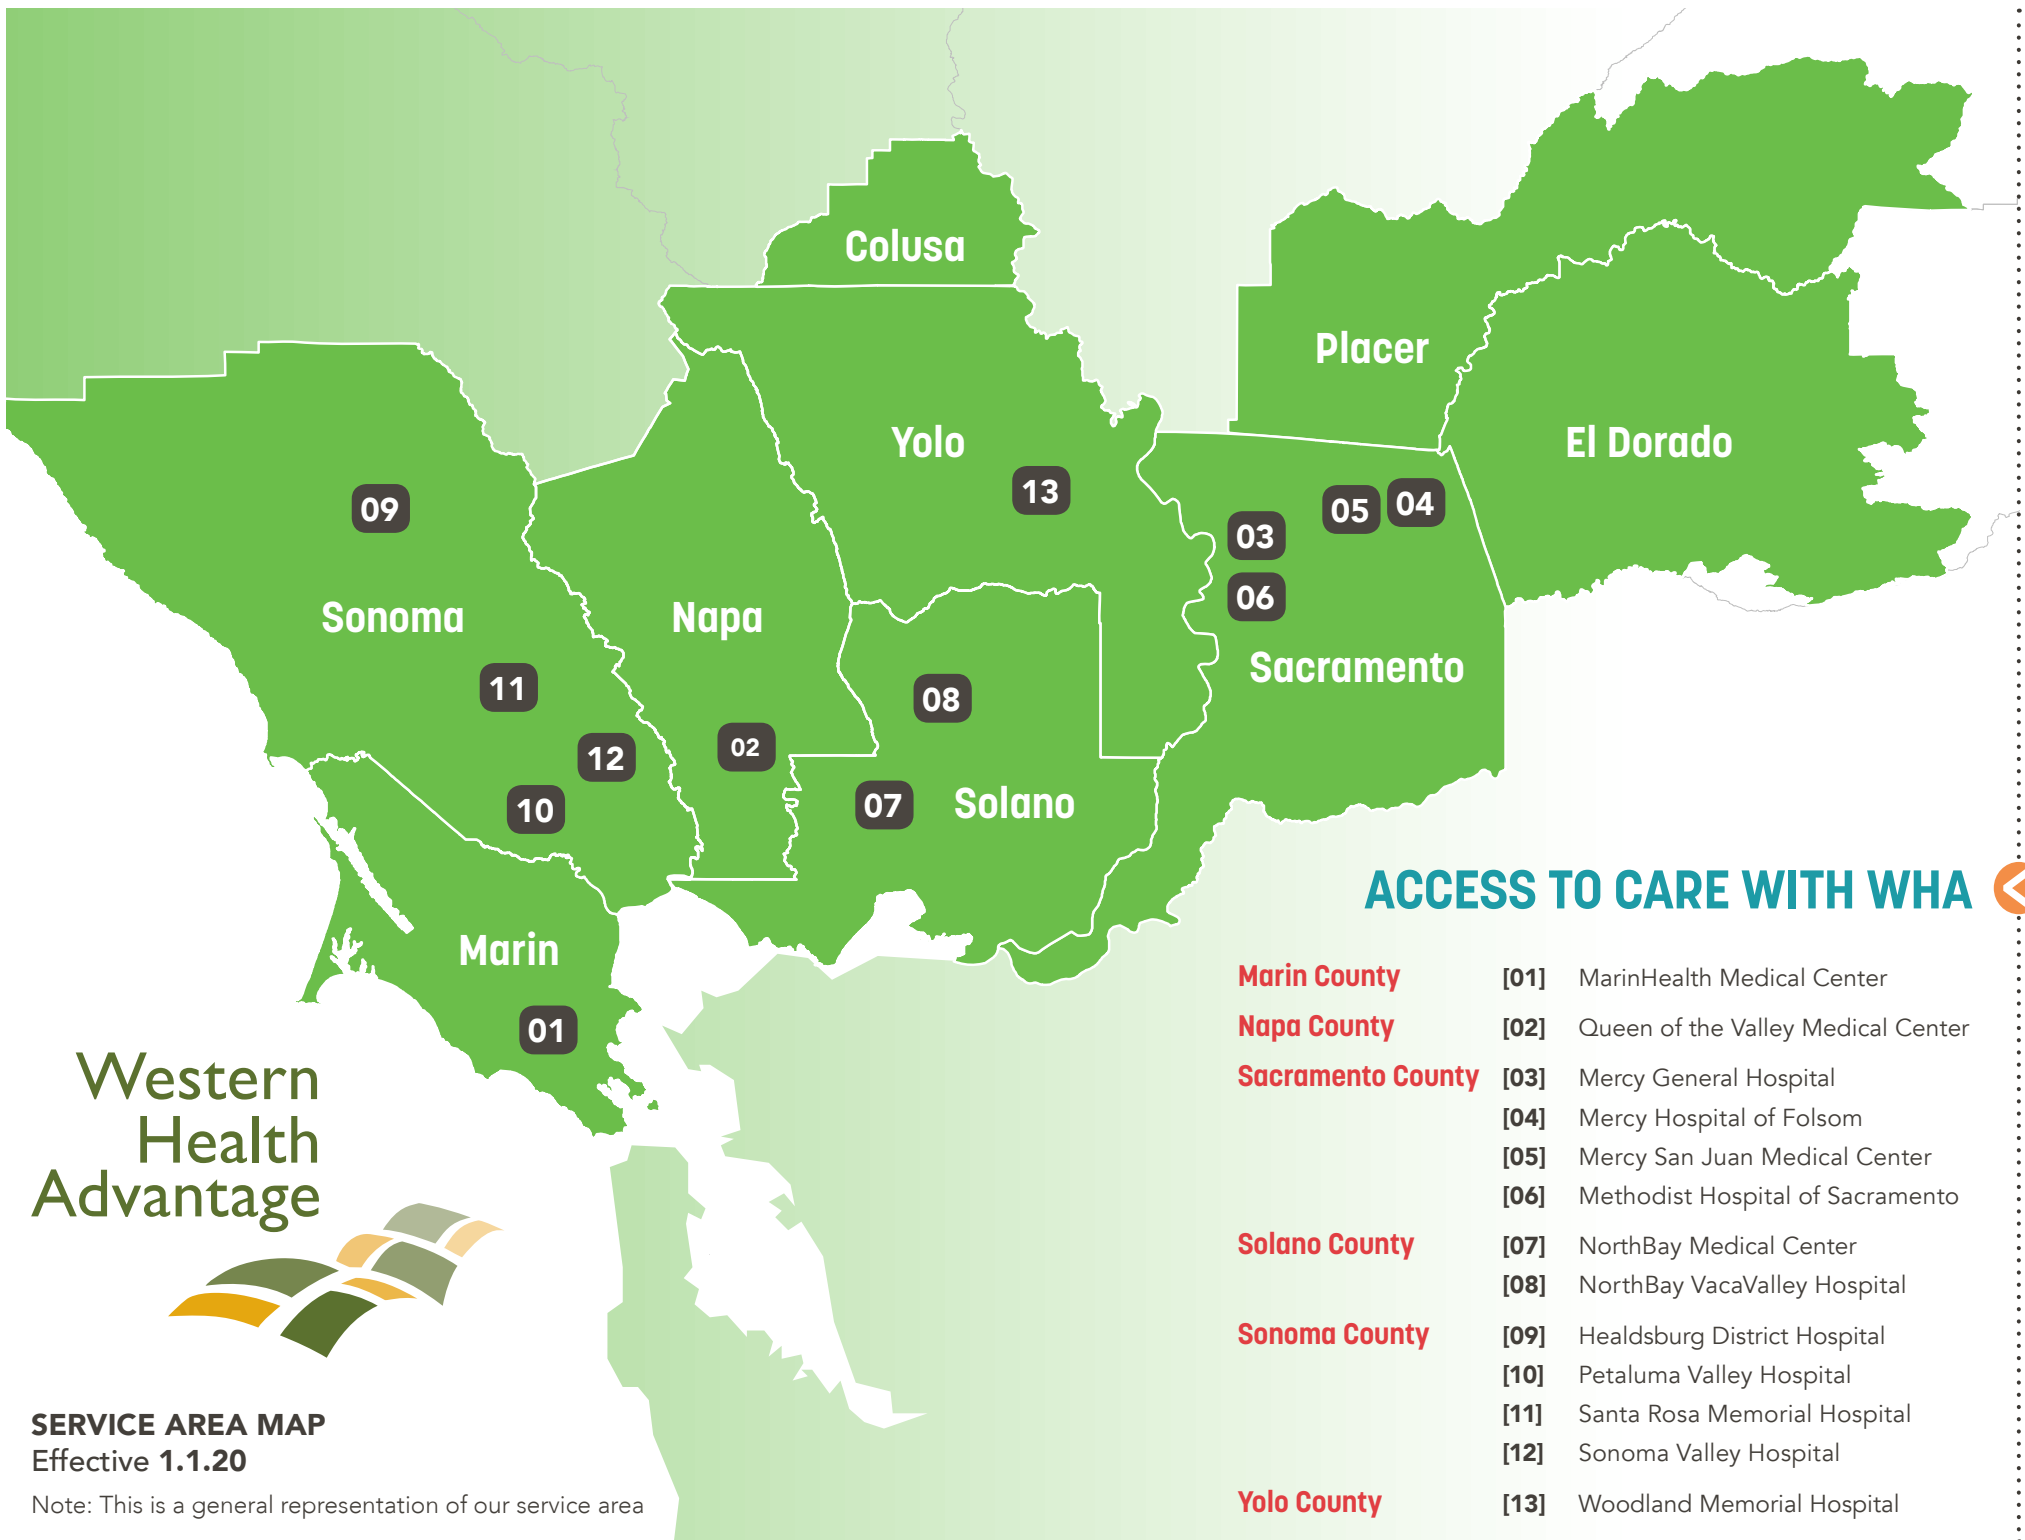 Colusa
Placer
Yolo
El Dorado
09
13
05
04
03
06
Sonoma
Napa
Sacramento
11
08
02
12
07
Solano
10
Marin
01
Western
Health
Advantage
SERVICE AREA MAP
Effective 1.1.20
Note: This is a general representation of our service area
ACCESS TO CARE WITH WHA
Marin County [01] MarinHealth Medical Center
Napa County [02] Queen of the Valley Medical Center
Sacramento County [03] Mercy General Hospital
[04] Mercy Hospital of Folsom
[05] Mercy San Juan Medical Center
[06] Methodist Hospital of Sacramento
Solano County [07] NorthBay Medical Center
[08] NorthBay VacaValley Hospital
Sonoma County [09] Healdsburg District Hospital
[10] Petaluma Valley Hospital
[11] Santa Rosa Memorial Hospital
[12] Sonoma Valley Hospital
Yolo County [13] Woodland Memorial Hospital